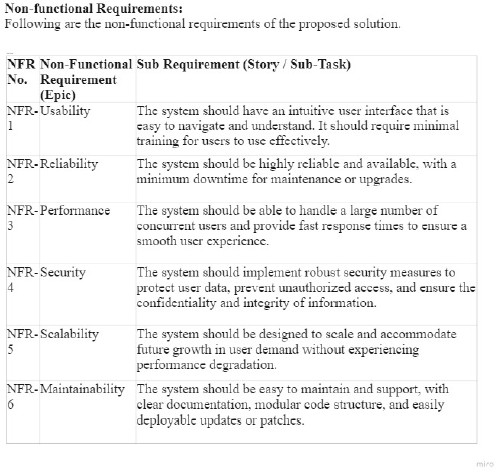 Non-functional Requirements:
Following are the non-functional requirements of the proposed solution.
NFR Non-Functional Sub Requirement (Story / Sub-Task)
No. Requirement
(Epic)
NFR- Usability The system should have an intuitive user interface that is
1 easy to navigate and understand. It should require minimal
training for users to use effectively.
NFR- Reliability The system should be highly reliable and available, with a
2 minimum downtime for maintenance or upgrades.
NFR- Performance The system should be able to handle a large number of
3 concurrent users and provide fast response times to ensure a
smooth user experience.
NFR- Security The system should implement robust security measures to
4 protect user data, prevent unauthorized access, and ensure the
confidentiality and integrity of information.
NFR- Scalability The system should be designed to scale and accommodate
5 future growth in user demand without experiencing
performance degradation.
NFR- Maintainability The system should be easy to maintain and support, with
6 clear documentation, modular code structure, and easily
deployable updates or patches.
miro